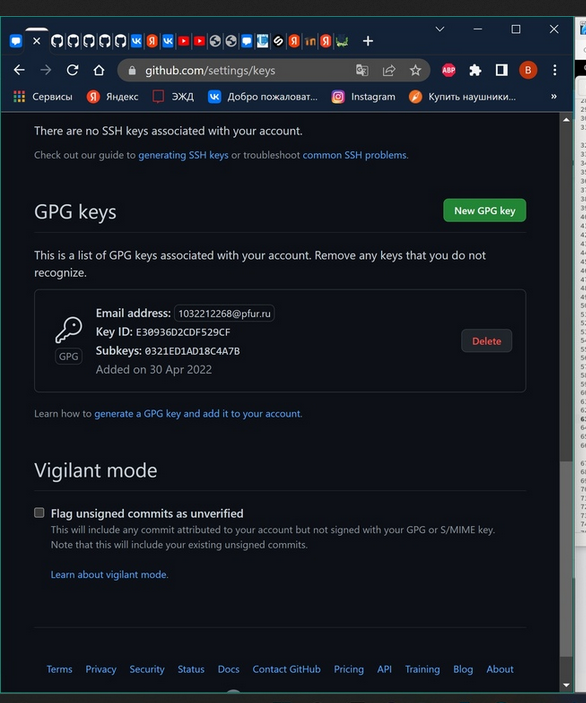 github.com/settings/keys
ABP
B
Сервисы Яндекс ЭЖД Добро пожаловат... Instagram Купить наушники... »
There are no SSH keys associated with your account.
Check out our guide to generating SSH keys or troubleshoot common SSH problems.
GPG keys
New GPG key
This is a list of GPG keys associated with your account. Remove any keys that you do not
recognize.
Email address: 1032212268@pfur.ru
Key ID: E30936D2CDF529CF
GPG
Subkeys: 0321ED1AD18C4A7B
Added on 30 Apr 2022
Delete
Learn how to generate a GPG key and add it to your account.
Vigilant mode
Flag unsigned commits as unverified
This will include any commit attributed to your account but not signed with your GPG or S/MIME key.
Note that this will include your existing unsigned commits.
Learn about vigilant mode.
Terms Privacy Security Status Docs Contact GitHub Pricing API Training Blog About